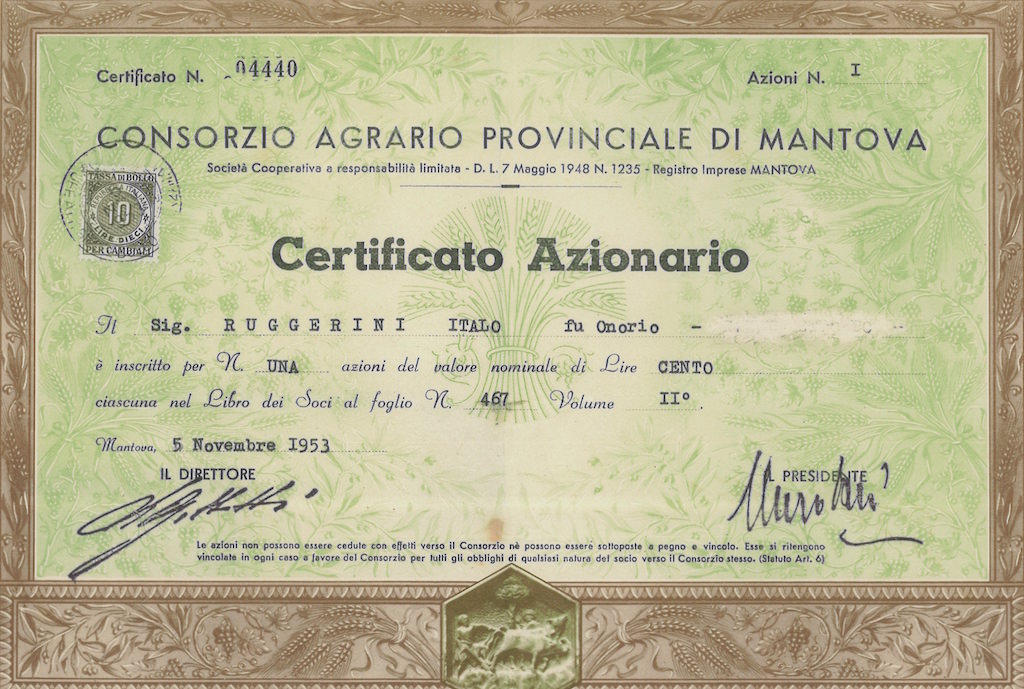 Certificato N. 04440
Azioni N. I
CONSORZIO AGRARIO PROVINCIALE DI MANTOVA
Società Cooperativa a responsabilità limitata - D. L. 7 Maggio 1948 N. 1235 - Registro Imprese MANTOVA
TASSA DI BOLLO
REPUBBLICA ITALIANA
10
LIRE DIECI
PER CAMBIALI
Certificato Azionario
Il Sig. RUGGERINI ITALO fu Onorio -
è inscritto per N. UNA azioni del valore nominale di Lire CENTO
ciascuna nel Libro dei Soci al foglio N. 467 Volume II°.
Mantova, 5 Novembre 1953
IL DIRETTORE
IL PRESIDENTE
Le azioni non possono essere cedute con effetti verso il Consorzio nè possono essere sottoposte a pegno e vincolo. Esse si ritengono
vincolate in ogni caso a favore del Consorzio per tutti gli obblighi di qualsiasi natura del socio verso il Consorzio stesso. (Statuto Art. 6)